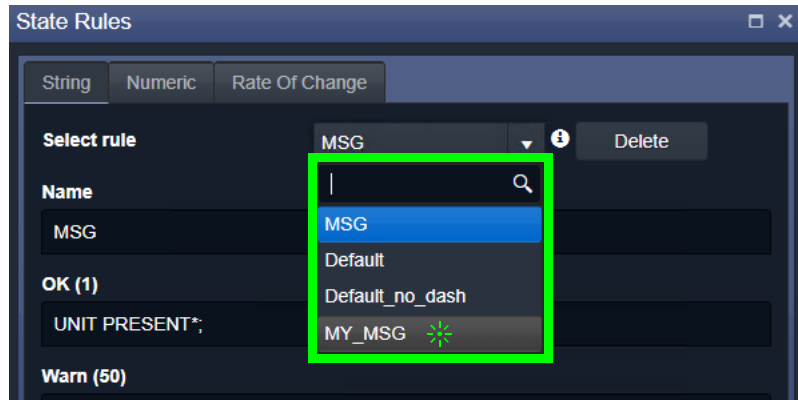 State Rules
String Numeric Rate Of Change
Select rule MSG Delete
Name
MSG
MSG
Default
OK (1)
Default_no_dash
UNIT PRESENT*;
MY_MSG
Warn (50)